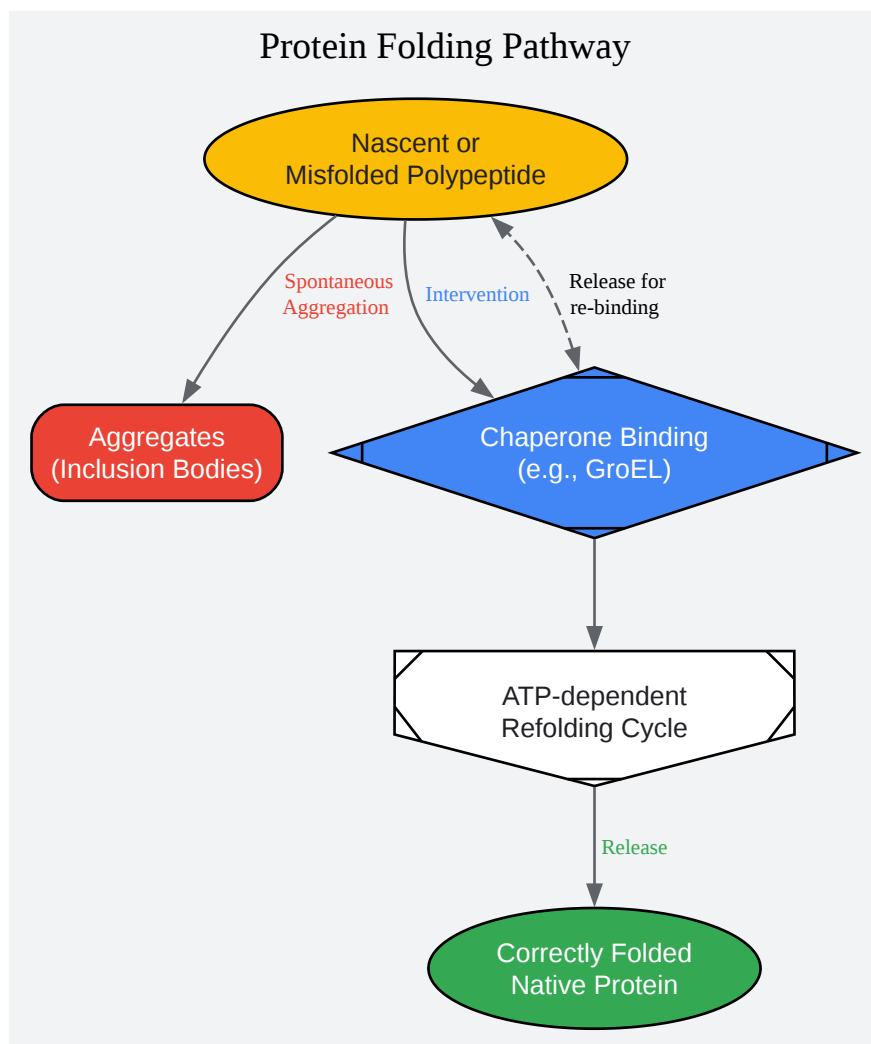 Protein Folding Pathway
Nascent or
Misfolded Polypeptide
Spontaneous
Aggregation
Intervention
Release for
re-binding
Aggregates
(Inclusion Bodies)
Chaperone Binding
(e.g., GroEL)
ATP-dependent
Refolding Cycle
Release
Correctly Folded
Native Protein